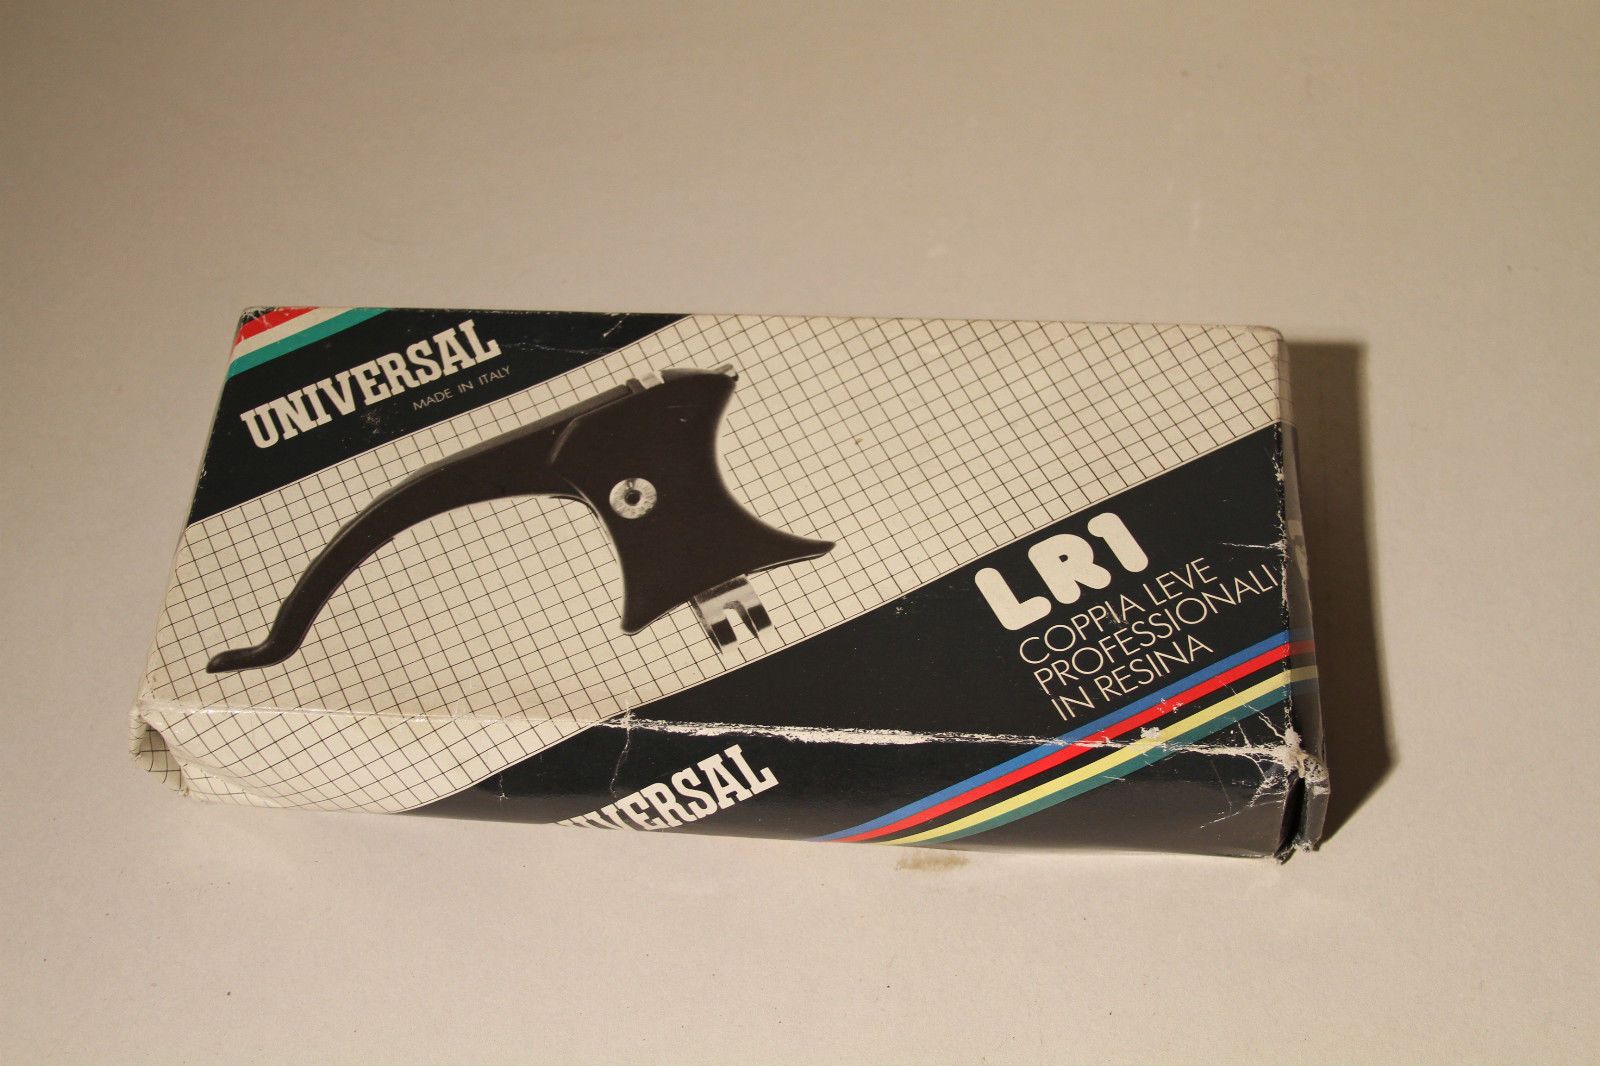 UNIVERSAL
MADE IN ITALY
LR1
COPPIA LEVE
PROFESSIONALI
IN RESINA
UNIVERSAL